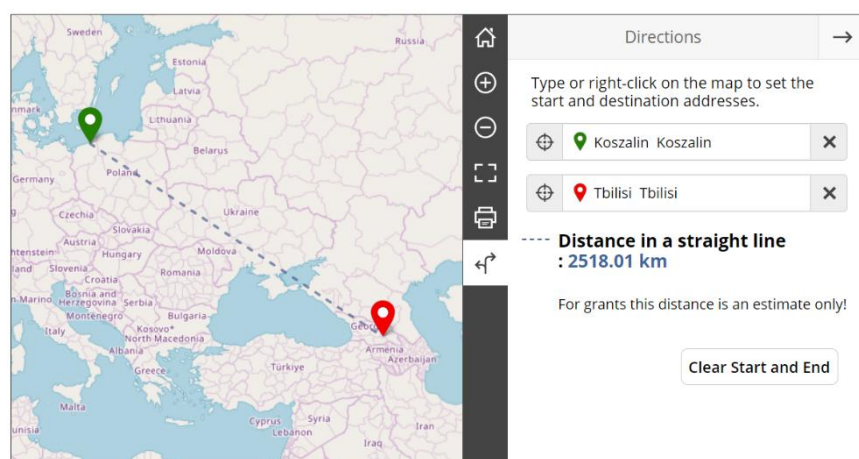 Sweden
Russia
Estonia
Latvia
nmark
Lithuania
Belarus
Poland
Germany
Ukraine
Czechia
Slovakia
Austria
Moldova
htenstein
Hungary
land
Slovenia
Romania
Croatia
n-Marino
Bosnia and
Herzegovina
Serbia
Montenegro
Bulgaria
Italy
Kosovo*
North Macedonia
Georg
Albania
Armenia
Azerbaijan
Greece
Türkiye
Malta
Cyprus
Syria
unisia
Lebanon
Iran
Iraq
Directions
Type or right-click on the map to set the
start and destination addresses.
Koszalin Koszalin
Tbilisi Tbilisi
Distance in a straight line
: 2518.01 km
For grants this distance is an estimate only!
Clear Start and End